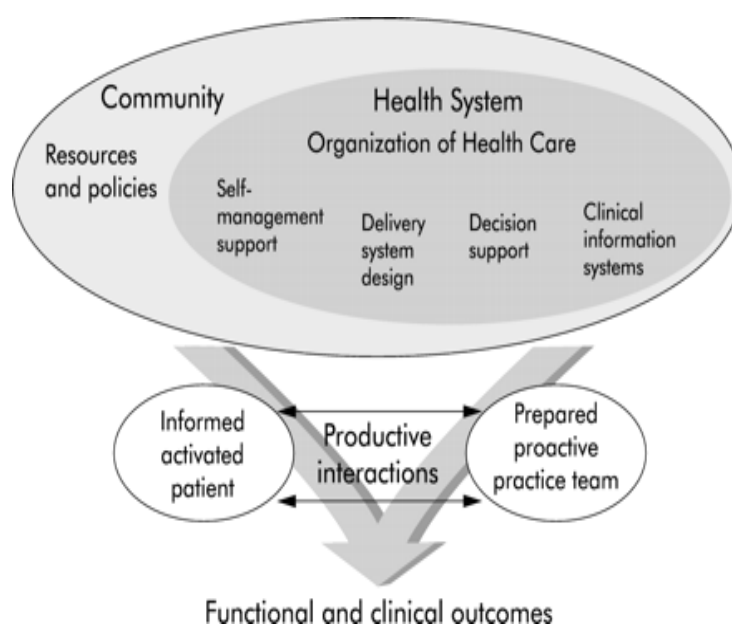 Community
Resources
and policies
Health System
Organization of Health Care
Self-
management
support
Delivery
system
design
Decision
support
Clinical
information
systems
Informed
activated
patient
Productive
interactions
Prepared
proactive
practice team
Functional and clinical outcomes